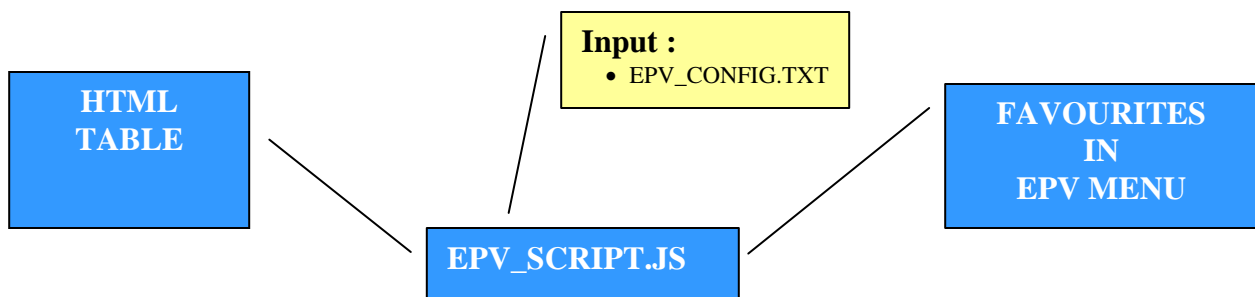 HTML
TABLE
Input :
• EPV_CONFIG.TXT
FAVOURITES
IN
EPV MENU
EPV_SCRIPT.JS